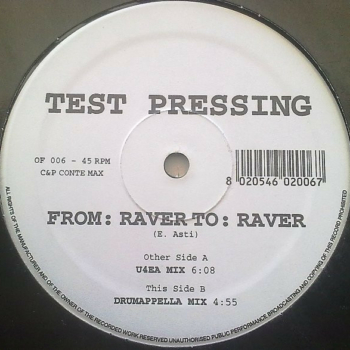 TEST PRESSING
OF 006 - 45 RPM
C&P CONTE MAX
8 020546 020067
FROM: RAVER TO: RAVER
(E. Asti)
Other Side A
U4EA MIX 6:08
This Side B
DRUMAPPELLA MIX 4:55
ALL RIGHTS OF THE MANUFACTURER AND OF THE OWNER OF THE RECORDED WORK RESERVED UNAUTHORISED PUBLIC PERFORMANCE, BROADCASTING AND COPYING OF THIS RECORD PROHIBITED